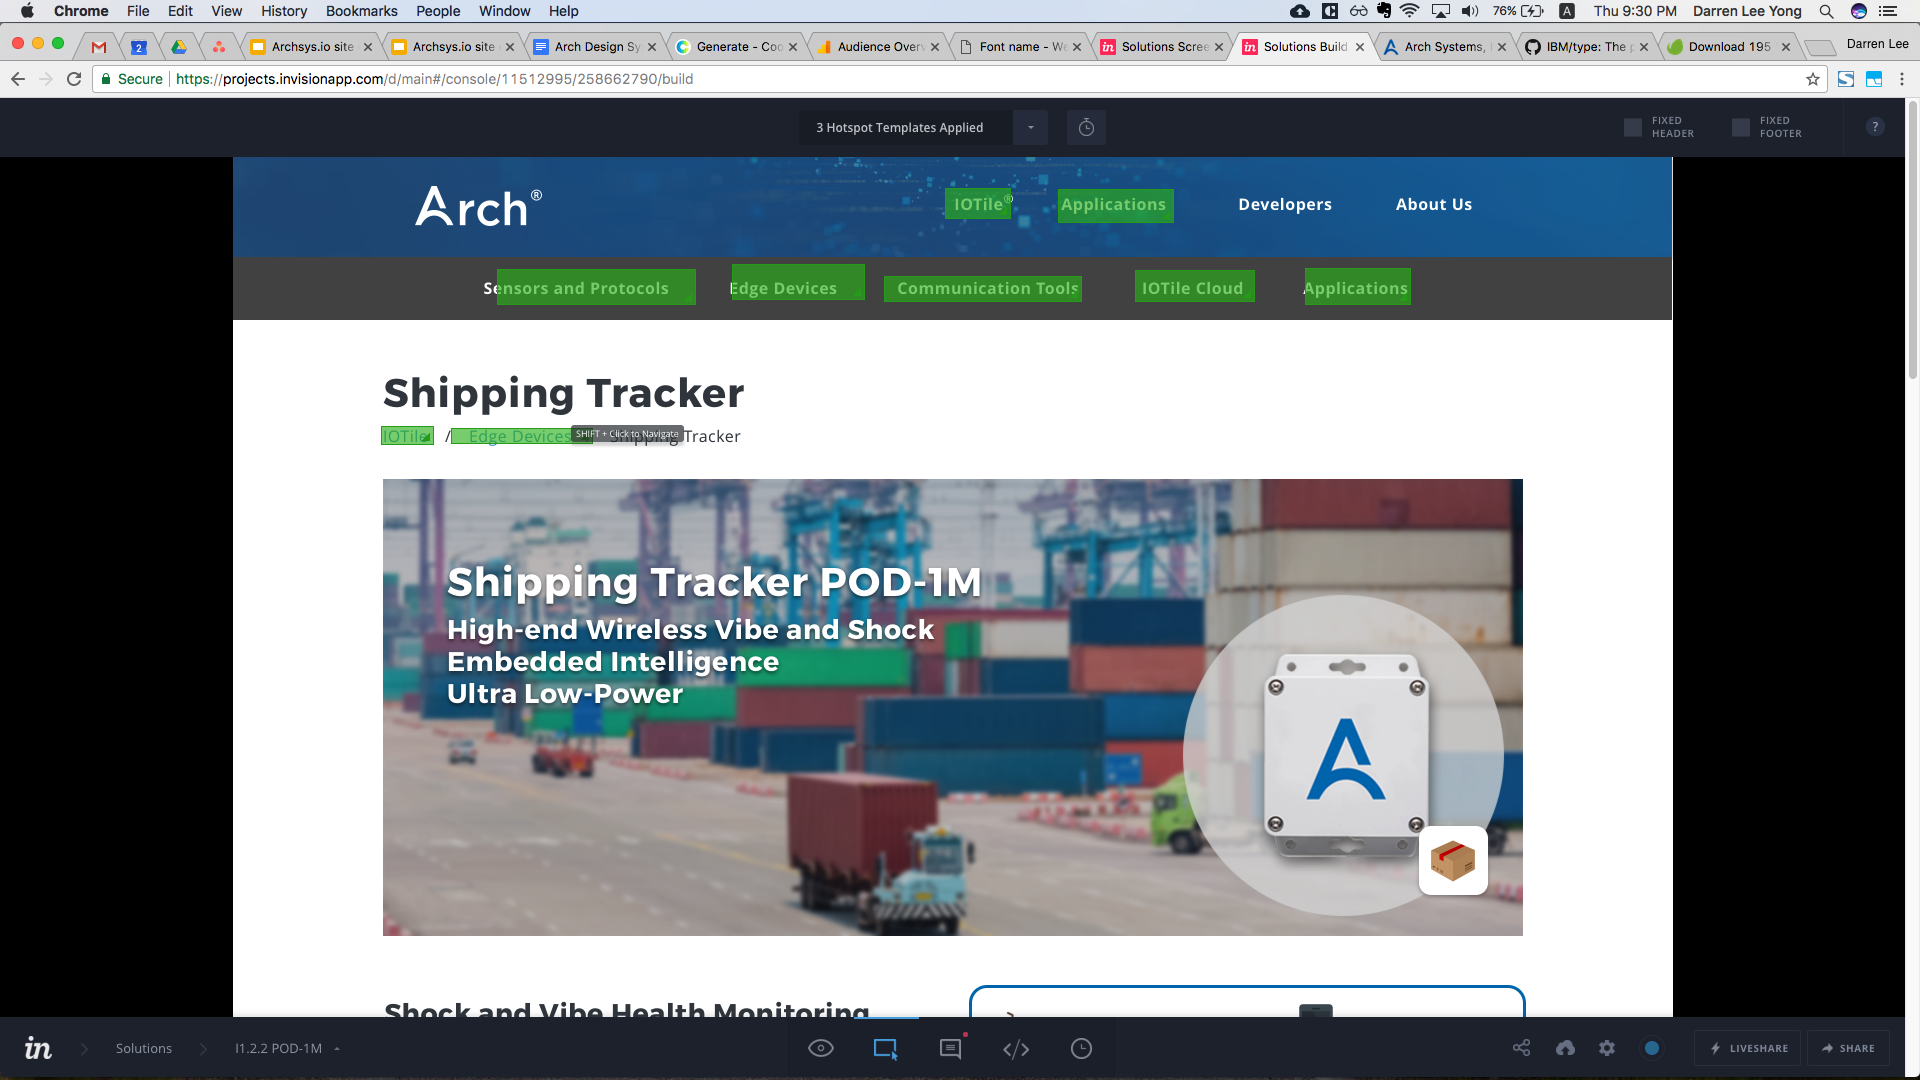 Chrome File Edit View History Bookmarks People Window Help 76% A Thu 9:30 PM Darren Lee Yong
2 Archsys.io site Archsys.io site Arch Design Sy Generate - Coo Audience Over Font name - We Solutions Scree Solutions Build Arch Systems, IBM/type: The p Download 195 Darren Lee
Secure https://projects.invisionapp.com/d/main#/console/11512995/258662790/build
3 Hotspot Templates Applied FIXED HEADER FIXED FOOTER ?
Arch® IOTile® Applications Developers About Us
Sensors and Protocols Edge Devices Communication Tools IOTile Cloud Applications
Shipping Tracker
IOTile / Edge Devices SHIFT + Click to Navigate Shipping Tracker
Shipping Tracker POD-1M
High-end Wireless Vibe and Shock
Embedded Intelligence
Ultra Low-Power
Shock and Vibe Health Monitoring
in Solutions I1.2.2 POD-1M LIVESHARE SHARE